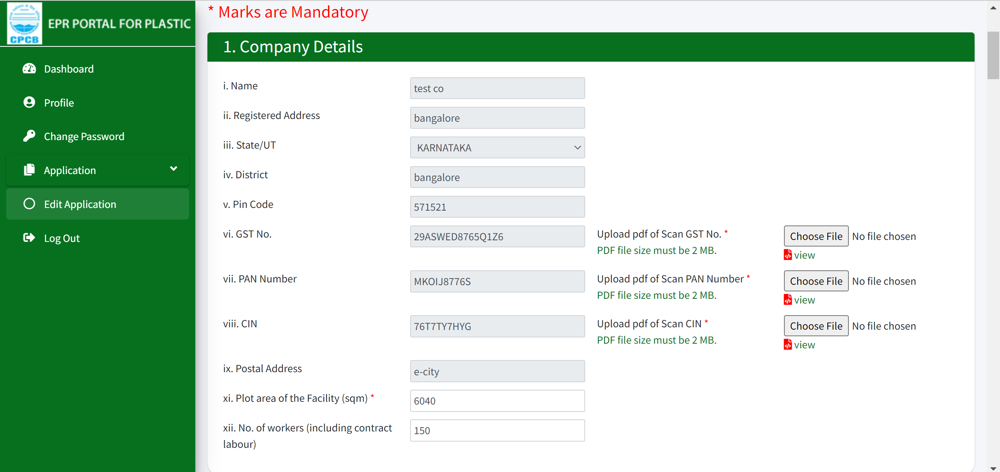 CPCB
EPR PORTAL FOR PLASTIC
Dashboard
Profile
Change Password
Application
Edit Application
Log Out
* Marks are Mandatory
1. Company Details
i. Name
test co
ii. Registered Address
bangalore
iii. State/UT
KARNATAKA
iv. District
bangalore
v. Pin Code
571521
vi. GST No.
29ASWED8765Q1Z6
Upload pdf of Scan GST No. *
PDF file size must be 2 MB.
Choose File No file chosen
view
vii. PAN Number
MKOIJ8776S
Upload pdf of Scan PAN Number *
PDF file size must be 2 MB.
Choose File No file chosen
view
viii. CIN
76T7TY7HYG
Upload pdf of Scan CIN *
PDF file size must be 2 MB.
Choose File No file chosen
view
ix. Postal Address
e-city
xi. Plot area of the Facility (sqm) *
6040
xii. No. of workers (including contract
labour)
150